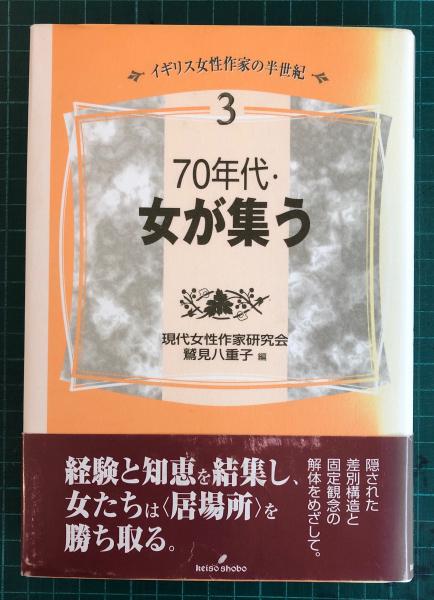 イギリス女性作家の半世紀
3
70年代・
女が集う
現代女性作家研究会
鷲見八重子 編
経験と知恵を結集し、
女たちは〈居場所〉を
勝ち取る。
隠された
差別構造と
固定観念の
解体をめざして。
keiso shobo